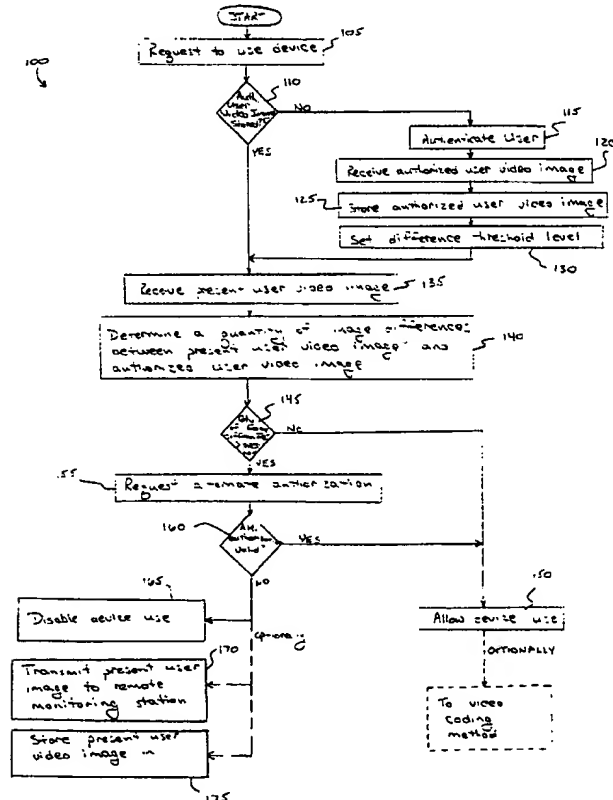 START
Request to use device
105
100
110
Auth.
User
Video Image
Stored?
NO
YES
115
Authenticate User
120
Receive authorized user video image
125
Store authorized user video image
Set difference threshold level
130
Receive present user video image
135
Determine a quantity of image differences
between present user video image and
authorized user video image
140
145
NO
YES
155
Request alternate authorization
160
Alt.
authorization
valid?
YES
NO
165
Disable device use
optionally
150
Allow device use
OPTIONALLY
170
Transmit present user
image to remote
monitoring station
To video
coding
method
Store present user
video image in
175